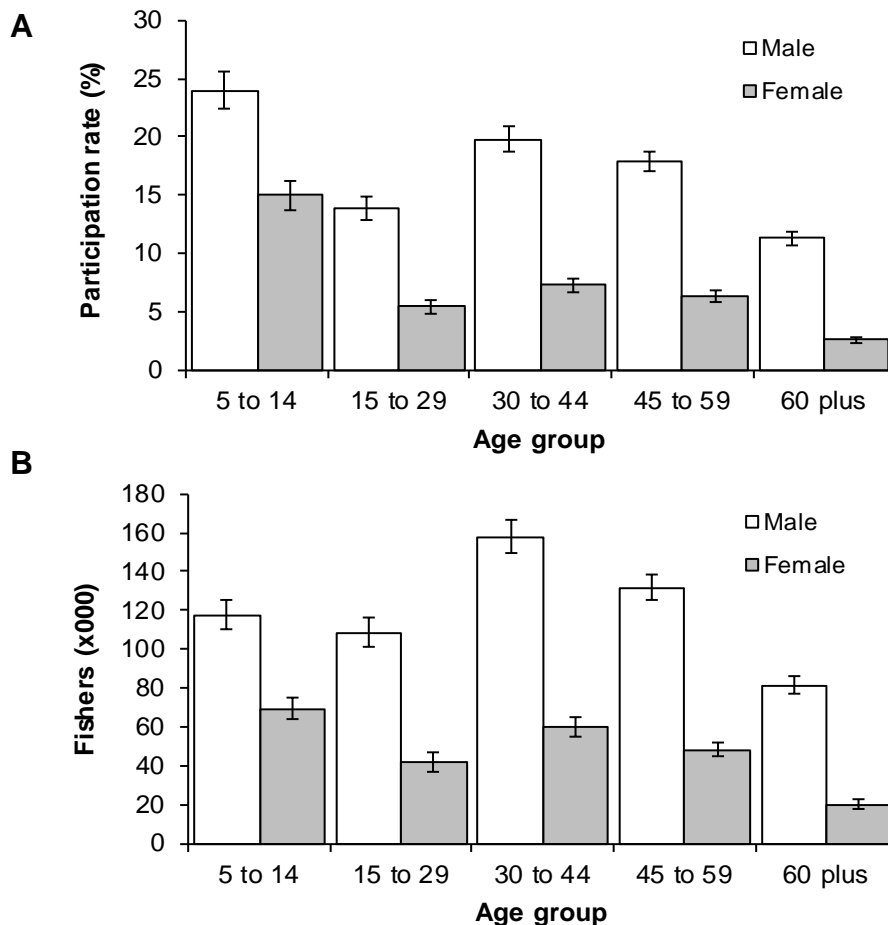 A
Participation rate (%)
30
25
20
15
10
5
0
Male
Female
5 to 14
15 to 29
30 to 44
45 to 59
60 plus
Age group
B
Fishers (x000)
180
160
140
120
100
80
60
40
20
0
Male
Female
5 to 14
15 to 29
30 to 44
45 to 59
60 plus
Age group